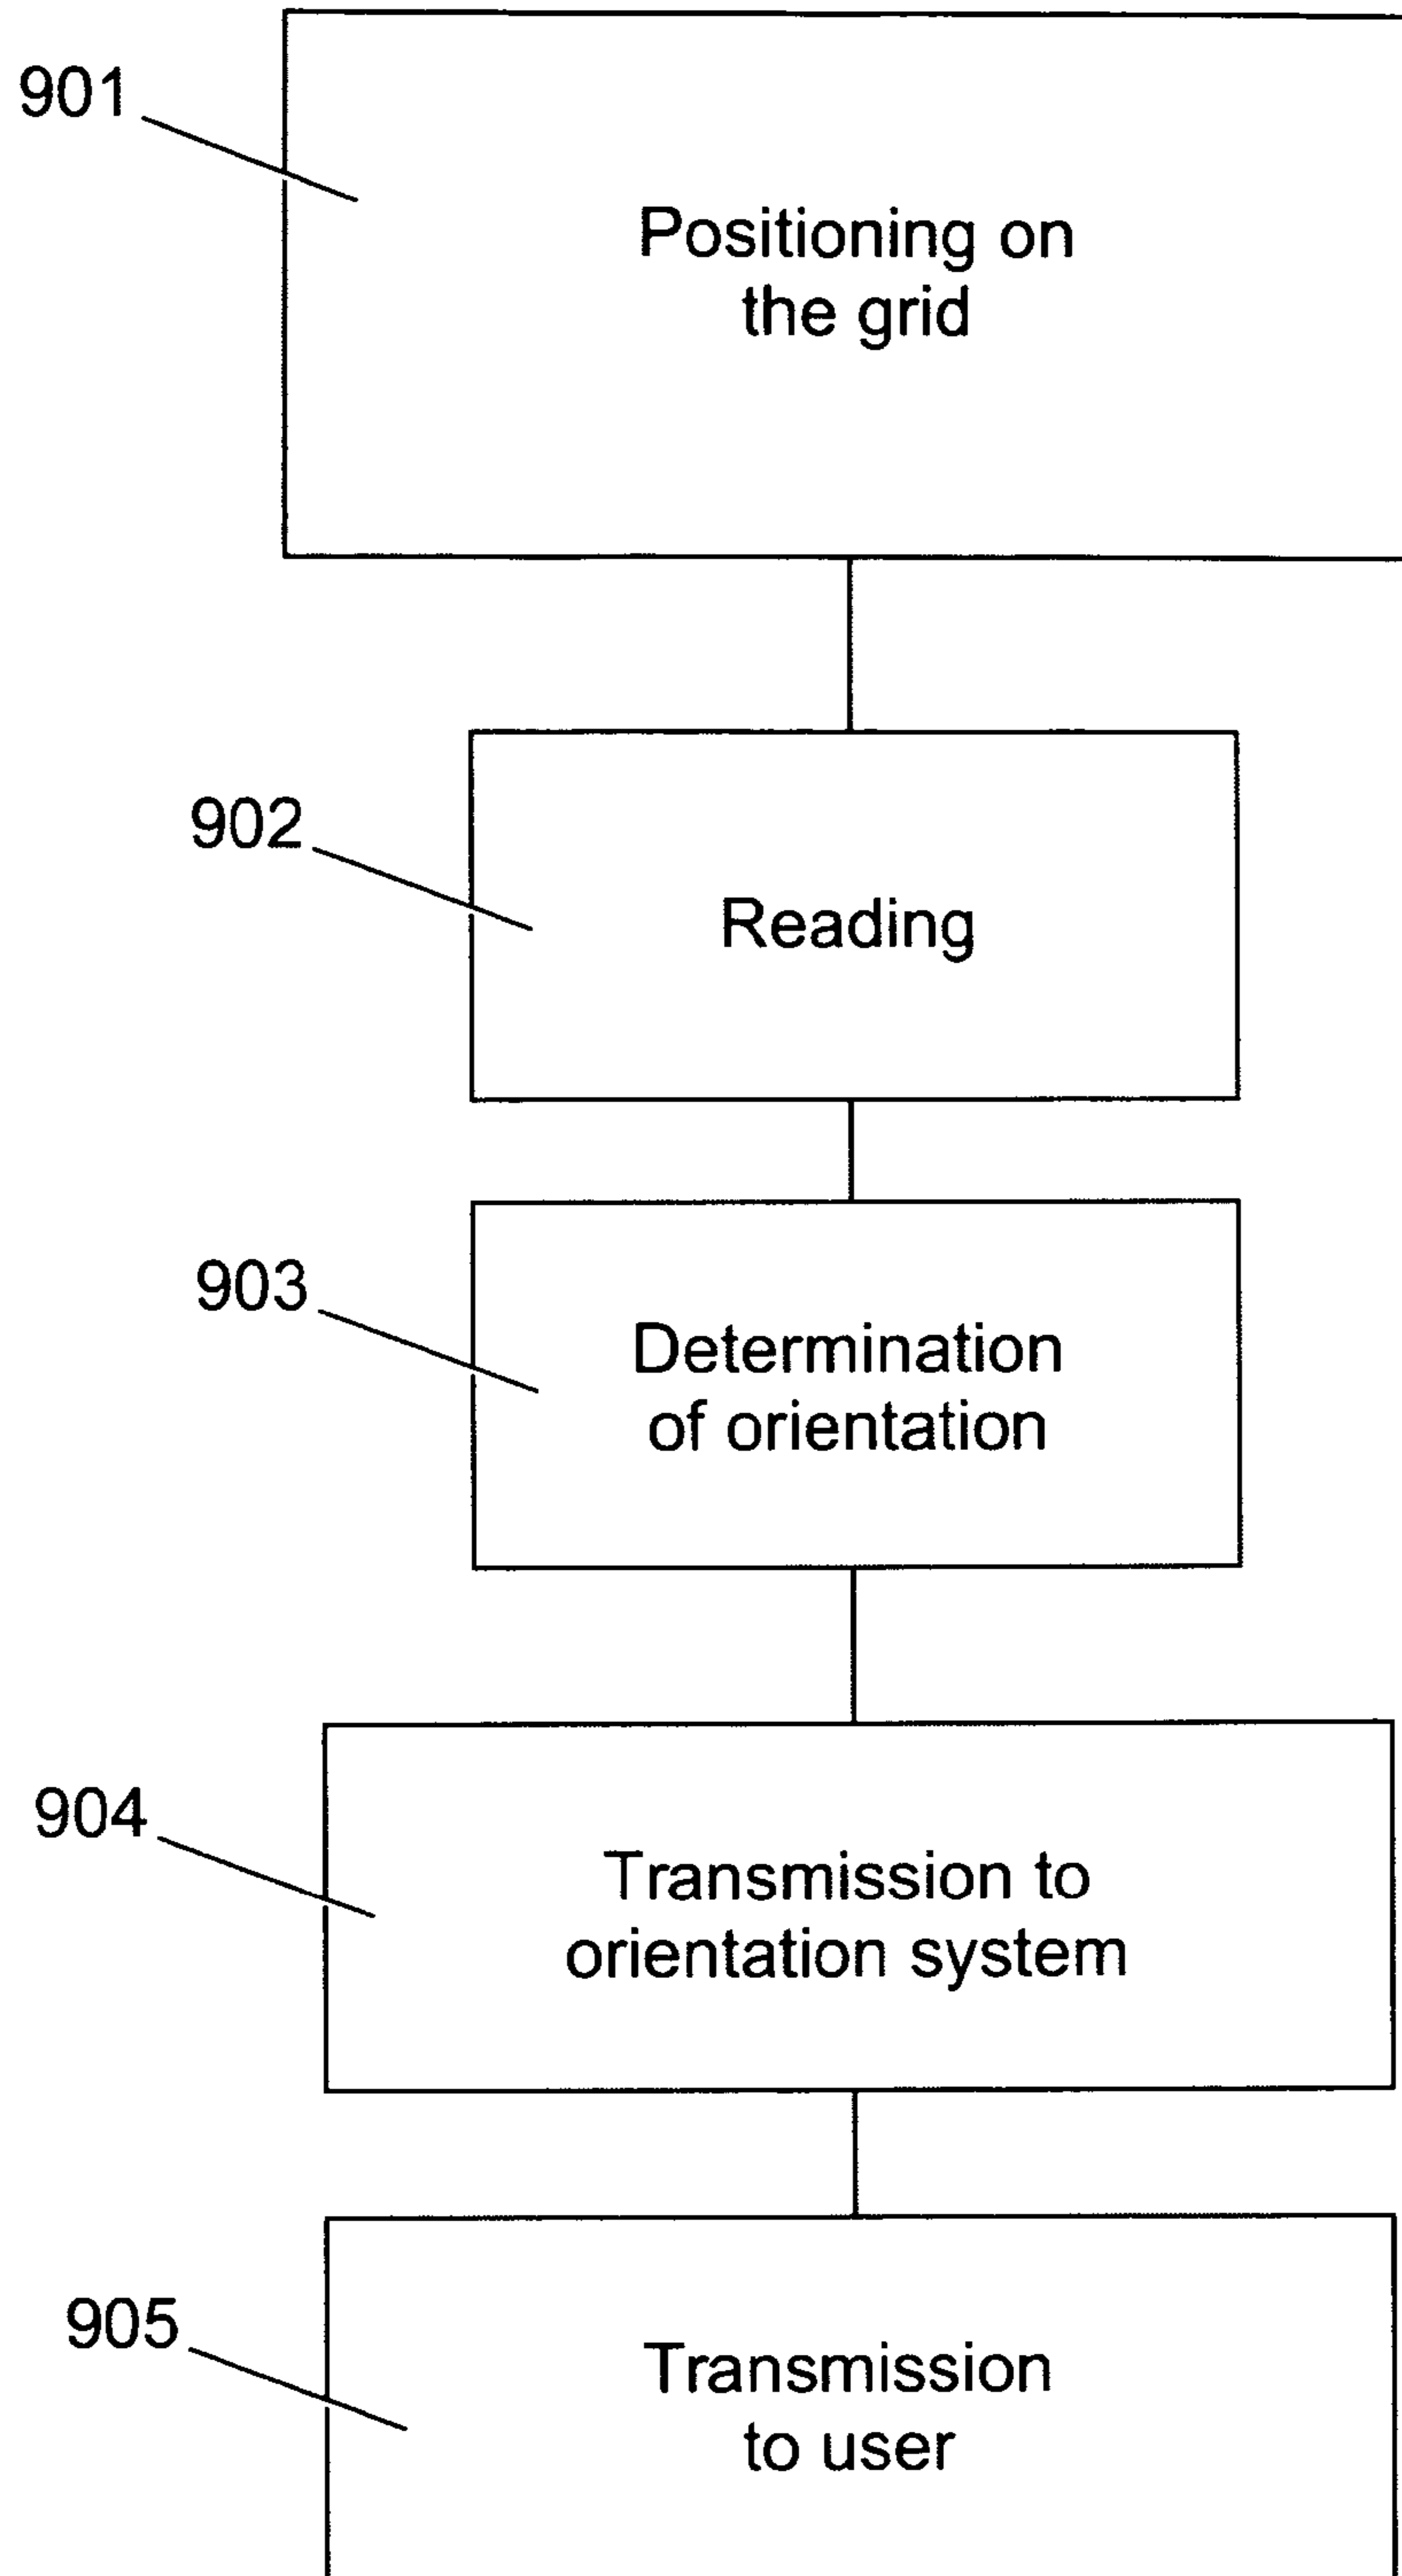 901
Positioning on
the grid
902
Reading
903
Determination
of orientation
904
Transmission to
orientation system
905
Transmission
to user